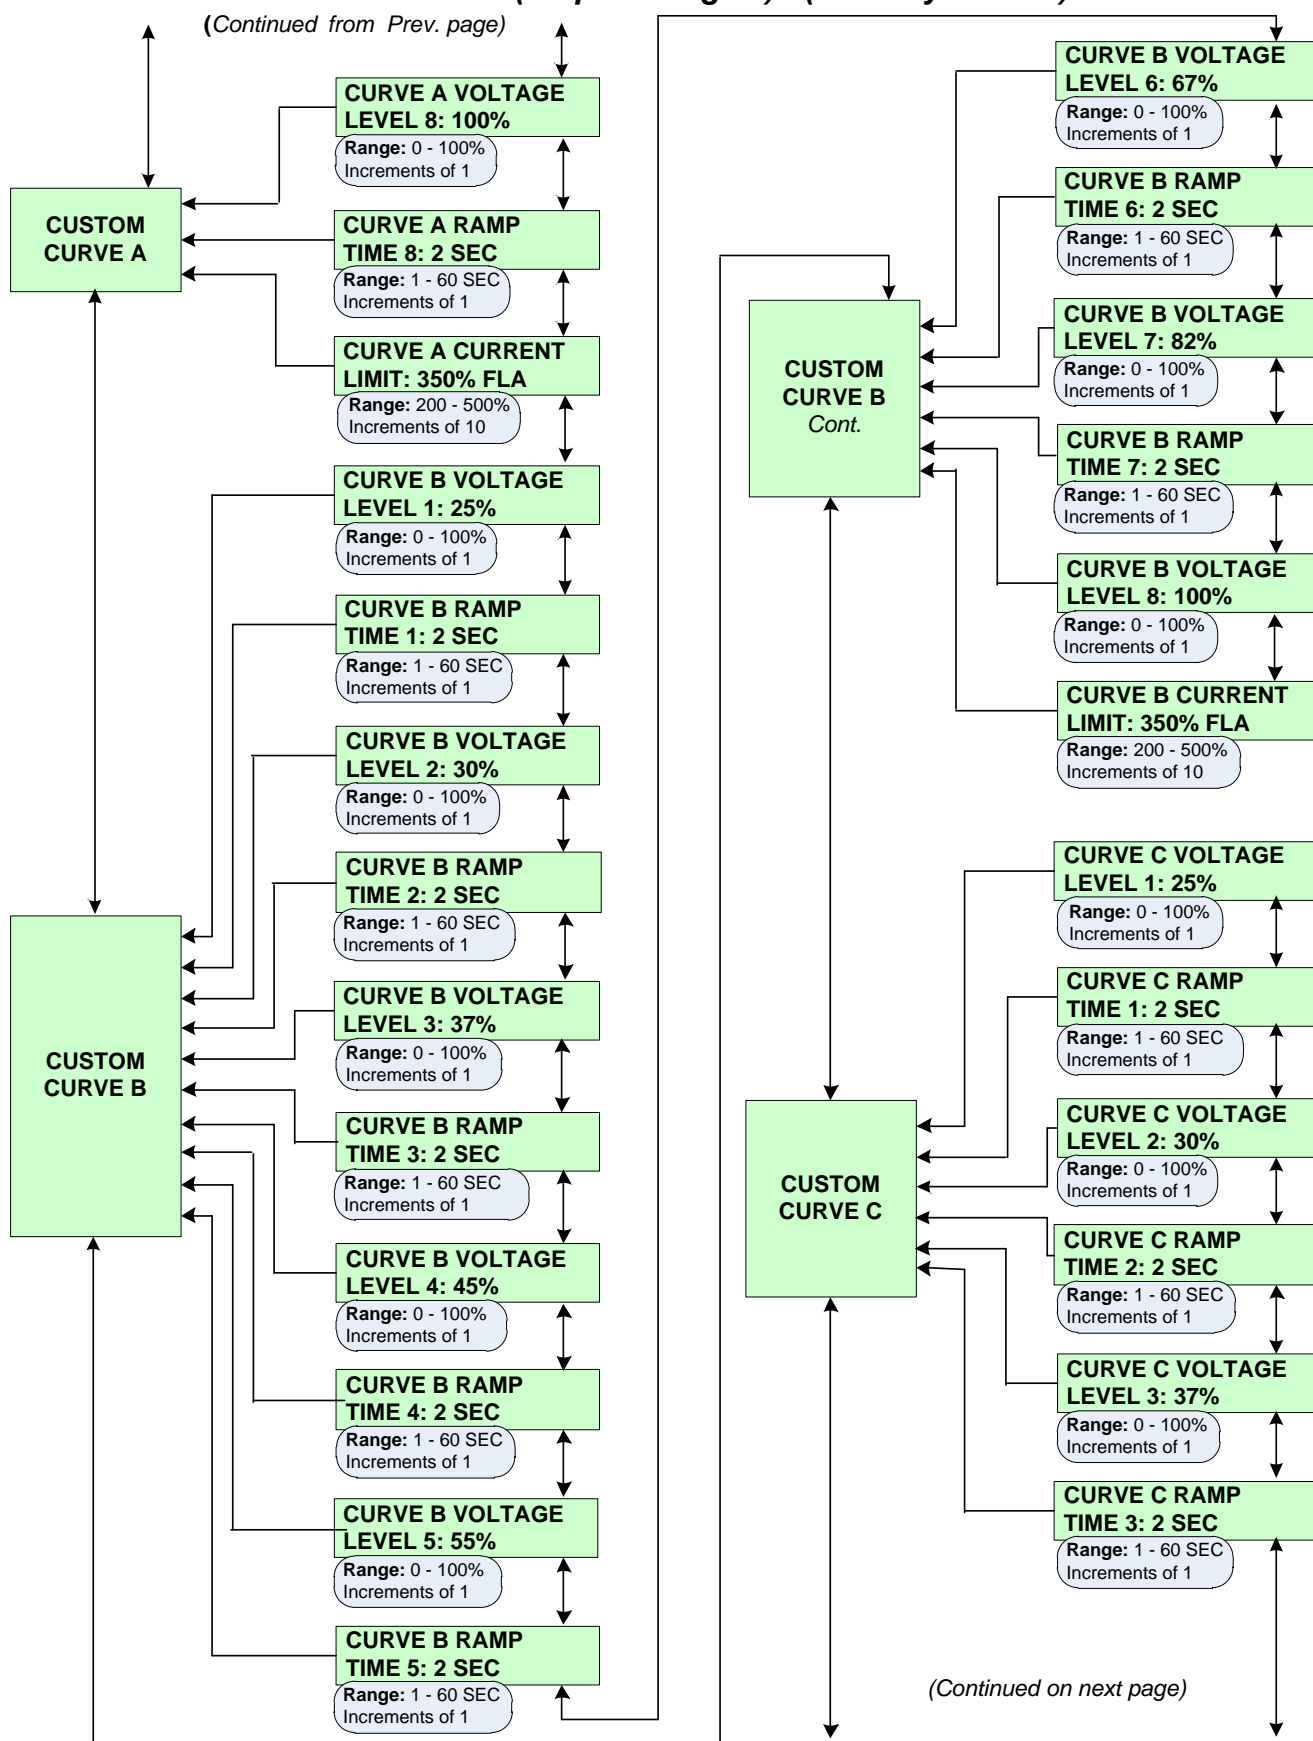 (Continued from Prev. page)
CURVE A VOLTAGE
LEVEL 8: 100%
Range: 0 - 100%
Increments of 1
CUSTOM
CURVE A
CURVE A RAMP
TIME 8: 2 SEC
Range: 1 - 60 SEC
Increments of 1
CURVE A CURRENT
LIMIT: 350% FLA
Range: 200 - 500%
Increments of 10
CURVE B VOLTAGE
LEVEL 1: 25%
Range: 0 - 100%
Increments of 1
CURVE B RAMP
TIME 1: 2 SEC
Range: 1 - 60 SEC
Increments of 1
CURVE B VOLTAGE
LEVEL 2: 30%
Range: 0 - 100%
Increments of 1
CURVE B RAMP
TIME 2: 2 SEC
Range: 1 - 60 SEC
Increments of 1
CUSTOM
CURVE B
CURVE B VOLTAGE
LEVEL 3: 37%
Range: 0 - 100%
Increments of 1
CURVE B RAMP
TIME 3: 2 SEC
Range: 1 - 60 SEC
Increments of 1
CURVE B VOLTAGE
LEVEL 4: 45%
Range: 0 - 100%
Increments of 1
CURVE B RAMP
TIME 4: 2 SEC
Range: 1 - 60 SEC
Increments of 1
CURVE B VOLTAGE
LEVEL 5: 55%
Range: 0 - 100%
Increments of 1
CURVE B RAMP
TIME 5: 2 SEC
Range: 1 - 60 SEC
Increments of 1
CURVE B VOLTAGE
LEVEL 6: 67%
Range: 0 - 100%
Increments of 1
CURVE B RAMP
TIME 6: 2 SEC
Range: 1 - 60 SEC
Increments of 1
CUSTOM
CURVE B
Cont.
CURVE B VOLTAGE
LEVEL 7: 82%
Range: 0 - 100%
Increments of 1
CURVE B RAMP
TIME 7: 2 SEC
Range: 1 - 60 SEC
Increments of 1
CURVE B VOLTAGE
LEVEL 8: 100%
Range: 0 - 100%
Increments of 1
CURVE B CURRENT
LIMIT: 350% FLA
Range: 200 - 500%
Increments of 10
CURVE C VOLTAGE
LEVEL 1: 25%
Range: 0 - 100%
Increments of 1
CURVE C RAMP
TIME 1: 2 SEC
Range: 1 - 60 SEC
Increments of 1
CUSTOM
CURVE C
CURVE C VOLTAGE
LEVEL 2: 30%
Range: 0 - 100%
Increments of 1
CURVE C RAMP
TIME 2: 2 SEC
Range: 1 - 60 SEC
Increments of 1
CURVE C VOLTAGE
LEVEL 3: 37%
Range: 0 - 100%
Increments of 1
CURVE C RAMP
TIME 3: 2 SEC
Range: 1 - 60 SEC
Increments of 1
(Continued on next page)